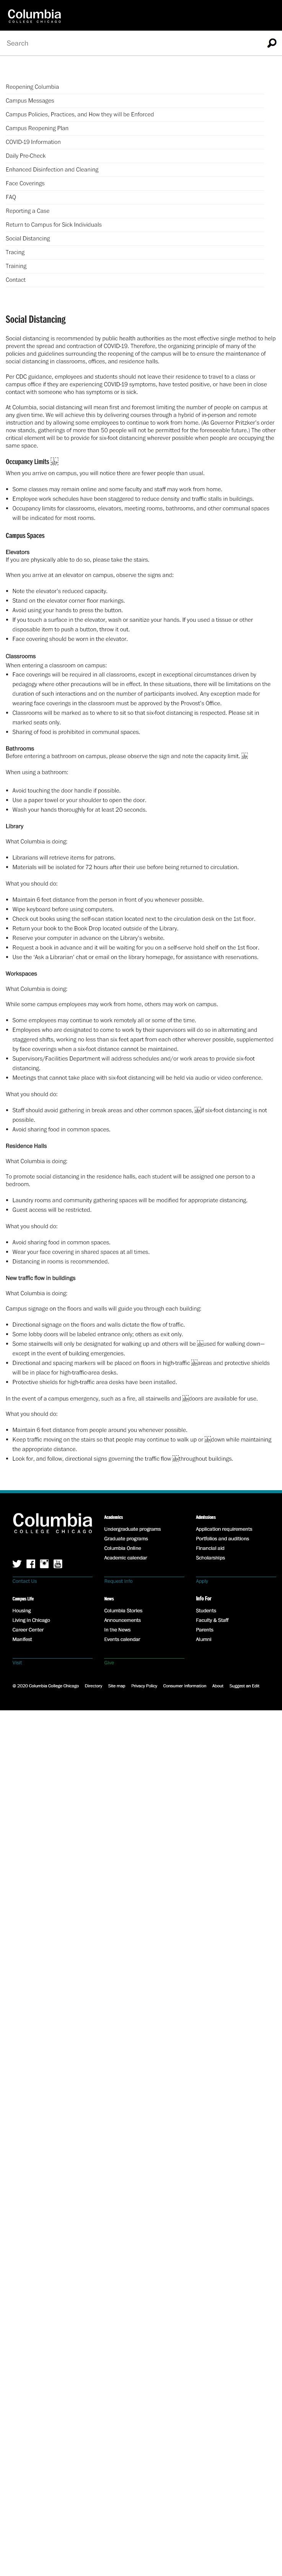 Columbia
COLLEGE CHICAGO
Search
Reopening Columbia
Campus Messages
Campus Policies, Practices, and How they will be Enforced
Campus Reopening Plan
COVID-19 Information
Daily Pre-Check
Enhanced Disinfection and Cleaning
Face Coverings
FAQ
Reporting a Case
Return to Campus for Sick Individuals
Social Distancing
Tracing
Training
Contact
Social Distancing
Social distancing is recommended by public health authorities as the most effective single method to help
prevent the spread and contraction of COVID-19. Therefore, the organizing principle of many of the
policies and guidelines surrounding the reopening of the campus will be to ensure the maintenance of
social distancing in classrooms, offices, and residence halls.
Per CDC guidance, employees and students should not leave their residence to travel to a class or
campus office if they are experiencing COVID-19 symptoms, have tested positive, or have been in close
contact with someone who has symptoms or is sick.
At Columbia, social distancing will mean first and foremost limiting the number of people on campus at
any given time. We will achieve this by delivering coursework through a hybrid of in-person and remote
instruction and by allowing some employees to continue to work from home. (As Governor Pritzker's order
now stands, gatherings of more than 50 people will not be permitted for the foreseeable future.) The other
critical element will be to provide for six-foot distancing wherever possible when people are occupying the
same space.
Occupancy Limits
When you arrive on campus, you will notice there are fewer people than usual.
• Some classes may remain online and some faculty and staff may work from home.
• Employee work schedules have been staggered to reduce density and traffic stalls in buildings.
• Occupancy limits for classrooms, elevators, meeting rooms, bathrooms, and other communal spaces
will be indicated for most rooms.
Campus Spaces
Elevators
If you are physically able to do so, please take the stairs.
When you arrive at an elevator on campus, observe the signs and:
• Note the elevator's reduced capacity.
• Stand on the elevator corner floor markings.
• Avoid using your hands to press the button.
• If you touch a surface in the elevator, wash or sanitize your hands. If you used a tissue or other
disposable item to push a button, throw it out.
• Face covering should be worn in the elevator.
Classrooms
When entering a classroom on campus:
• Face coverings will be required in all classrooms, except in exceptional circumstances driven by
pedagogy where other precautions will be in effect. In those situations, there will be limitations on the
duration of such interactions and the number of participants involved. Any exception made for
wearing face coverings in the classroom must be approved by the Provost's Office.
• Classrooms will be marked as to where to sit so that six-foot distancing is respected. Please sit in
marked seats only.
• Sharing of food is prohibited in communal spaces.
Bathrooms
Before entering a bathroom on campus, please observe the sign and note the capacity limit.
When using a bathroom:
• Avoid touching the door handle if possible.
• Use a paper towel or your shoulder to open the door.
• Wash your hands thoroughly for at least 20 seconds.
Library
What Columbia is doing:
• Librarians will retrieve items for patrons.
• Materials will be isolated for 72 hours after their use before being returned to circulation.
What you should do:
• Maintain 6 feet distance from the person in front of you whenever possible.
• Wipe keyboard before using computers.
• Check out books using the self-scan station located next to the circulation desk on the 1st floor.
• Return your book to the Book Drop located outside of the Library.
• Reserve your computer in advance on the Library's website.
• Request a book in advance and it will be waiting for you on a self-serve hold shelf on the 1st floor.
• Use the 'Ask a Librarian' chat or email on the library homepage, for assistance with reservations.
Workspaces
What Columbia is doing:
While some campus employees may work from home, others may work on campus.
• Some employees may continue to work remotely all or some of the time.
• Employees who are designated to come to work by their supervisors will do so in alternating and
staggered shifts, working no less than six feet apart from each other wherever possible, supplemented
by face coverings when a six-foot distance cannot be maintained.
• Supervisors/Facilities Department will address schedules and/or work areas to provide six-foot
distancing.
• Meetings that cannot take place with six-foot distancing will be held via audio or video conference.
What you should do:
• Staff should avoid gathering in break areas and other common spaces, if six-foot distancing is not
possible.
• Avoid sharing food in common spaces.
Residence Halls
What Columbia is doing:
To promote social distancing in the residence halls, each student will be assigned one person to a
bedroom.
• Laundry rooms and community gathering spaces will be modified for appropriate distancing.
• Guest access will be restricted.
What you should do:
• Avoid sharing food in common spaces.
• Wear your face covering in shared spaces at all times.
• Distancing in rooms is recommended.
New traffic flow in buildings
What Columbia is doing:
Campus signage on the floors and walls will guide you through each building:
• Directional signage on the floors and walls dictate the flow of traffic.
• Some lobby doors will be labeled entrance only; others as exit only.
• Some stairwells will only be designated for walking up and others will be used for walking down—
except in the event of building emergencies.
• Directional and spacing markers will be placed on floors in high-traffic areas and protective shields
will be in place for high-traffic-area desks.
• Protective shields for high-traffic area desks have been installed.
In the event of a campus emergency, such as a fire, all stairwells and doors are available for use.
What you should do:
• Maintain 6 feet distance from people around you whenever possible.
• Keep traffic moving on the stairs so that people may continue to walk up or down while maintaining
the appropriate distance.
• Look for, and follow, directional signs governing the traffic flow throughout buildings.
Columbia
COLLEGE CHICAGO
Contact Us
Academics
Undergraduate programs
Graduate programs
Columbia Online
Academic calendar
Request Info
Admissions
Application requirements
Portfolios and auditions
Financial aid
Scholarships
Apply
Campus Life
Housing
Living in Chicago
Career Center
Manifest
Visit
News
Columbia Stories
Announcements
In the News
Events calendar
Give
Info For
Students
Faculty & Staff
Parents
Alumni
© 2020 Columbia College Chicago Directory Site map Privacy Policy Consumer Information About Suggest an Edit